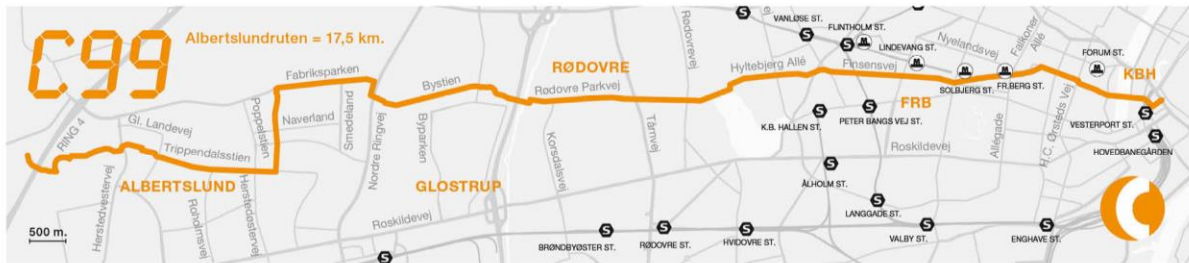 C99
Albertslundruten = 17,5 km.
RING 4
Gl. Landevej
Trippendalsstien
ALBERTSLUND
Herstedvestervej
Roholmsvej
Herstedøstervej
500 m.
Poppelstien
Fabriksparken
Naverland
Smedeland
Nordre Ringvej
Bystien
Byparken
GLOSTRUP
Roskildevej
RØDOVRE
Rødovre Parkvej
Korsdalsvej
Tårnvej
Rødovrevej
BRØNDBYØSTER ST.
RØDOVRE ST.
HVIDOVRE ST.
VANLØSE ST.
FLINTHOLM ST.
LINDEVANG ST.
Hyltebjerg Allé
Finsensvej
Nyelandsvej
Falkoner Allé
FORUM ST.
SOLBJERG ST.
FR.BERG ST.
KBH
FRB
K.B. HALLEN ST.
PETER BANGS VEJ ST.
Roskildevej
Allégade
H.C. Ørsteds Vej
VESTERPORT ST.
HOVEDBANEGÅRDEN
ÅLHOLM ST.
LANGGADE ST.
VALBY ST.
ENGHAVE ST.